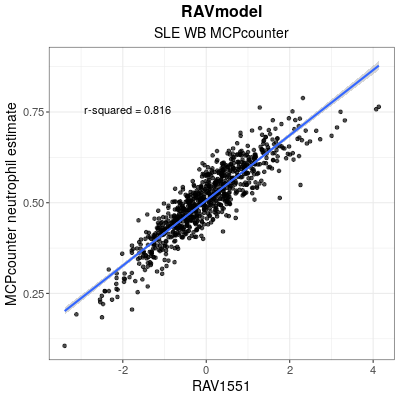 RAVmodel
SLE WB MCPcounter
r-squared = 0.816
MCPcounter neutrophil estimate
0.75
0.50
0.25
-2
0
2
4
RAV1551